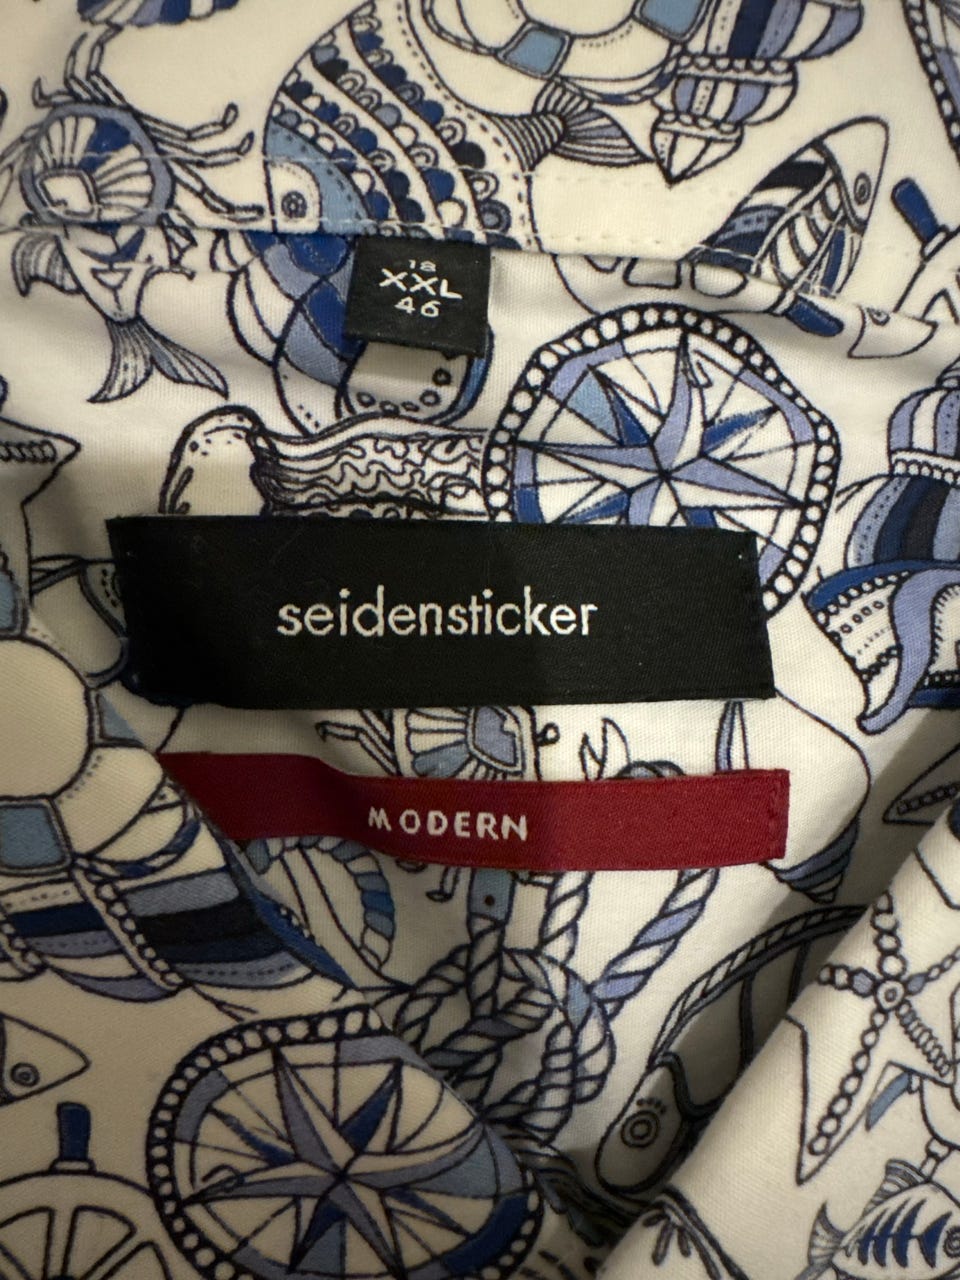 18
XXL
46
seidensticker
MODERN